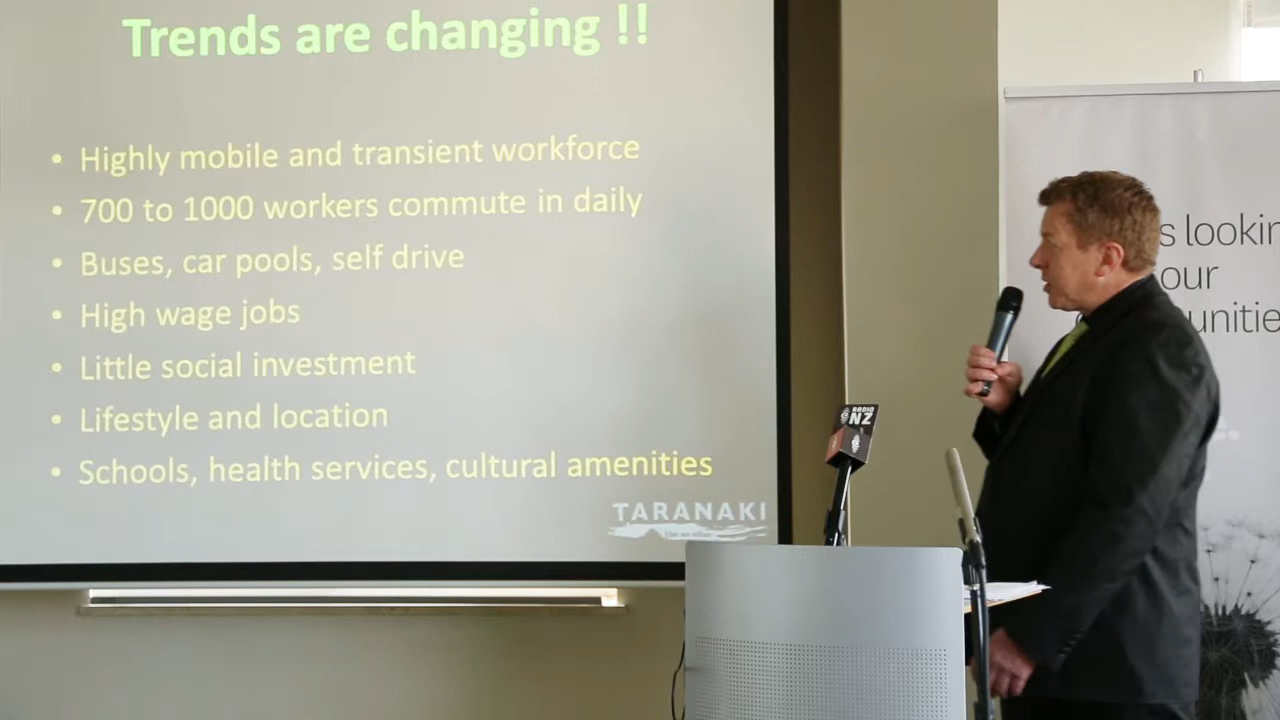 Trends are changing !!
• Highly mobile and transient workforce
• 700 to 1000 workers commute in daily
• Buses, car pools, self drive
• High wage jobs
• Little social investment
• Lifestyle and location
• Schools, health services, cultural amenities
TARANAKI
RADIO
NZ
s lookin
our
unitie